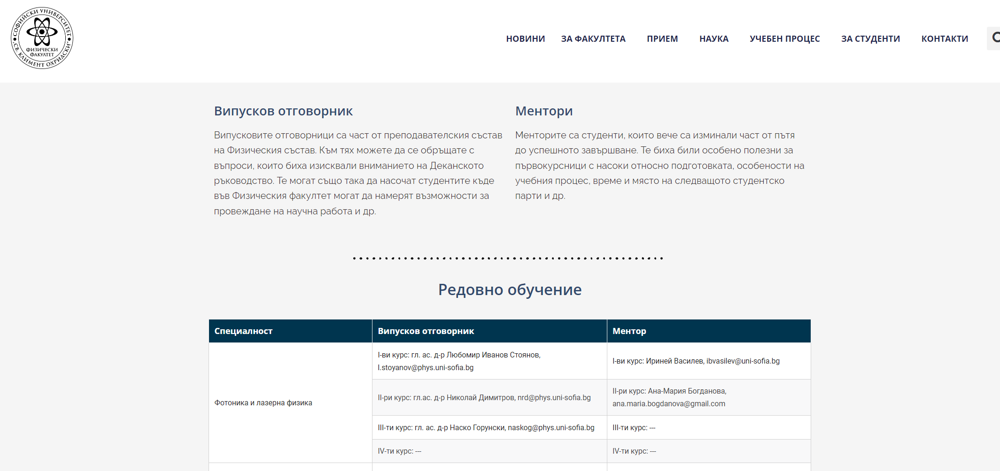 СОФИЙСКИ УНИВЕРСИТЕТ
"СВ. КЛИМЕНТ ОХРИДСКИ"
ФИЗИЧЕСКИ
ФАКУЛТЕТ
НОВИНИ ЗА ФАКУЛТЕТА ПРИЕМ НАУКА УЧЕБЕН ПРОЦЕС ЗА СТУДЕНТИ КОНТАКТИ
Випусков отговорник
Випусковите отговорници са част от преподавателския състав
на Физическия състав. Към тях можете да се обръщате с
въпроси, които биха изисквали вниманието на Деканското
ръководство. Те могат също така да насочат студентите къде
във Физическия факултет могат да намерят възможности за
провеждане на научна работа и др.
Ментори
Менторите са студенти, които вече са изминали част от пътя
до успешното завършване. Те биха били особено полезни за
първокурсници с насоки относно подготовката, особености на
учебния процес, време и място на следващото студентско
парти и др.
Редовно обучение
Специалност Випусков отговорник Ментор
Фотоника и лазерна физика
I-ви курс: гл. ас. д-р Любомир Иванов Стоянов,
l.stoyanov@phys.uni-sofia.bg
I-ви курс: Ириней Василев, ibvasilev@uni-sofia.bg
II-ри курс: гл.ас. д-р Николай Димитров, nrd@phys.uni-sofia.bg
II-ри курс: Ана-Мария Богданова,
ana.maria.bogdanova@gmail.com
III-ти курс: гл. ас. д-р Наско Горунски, naskog@phys.uni-sofia.bg
III-ти курс: ---
IV-ти курс: ---
IV-ти курс: ---